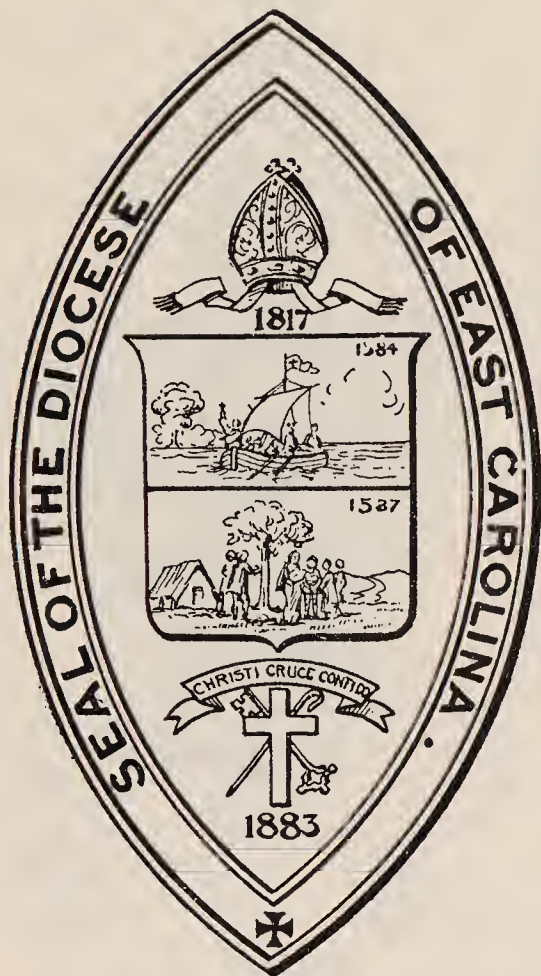 SEAL OF THE DIOCESE
OF EAST CAROLINA.
1817
1584
1587
CHRISTI CRUCE CONFIDO
1883